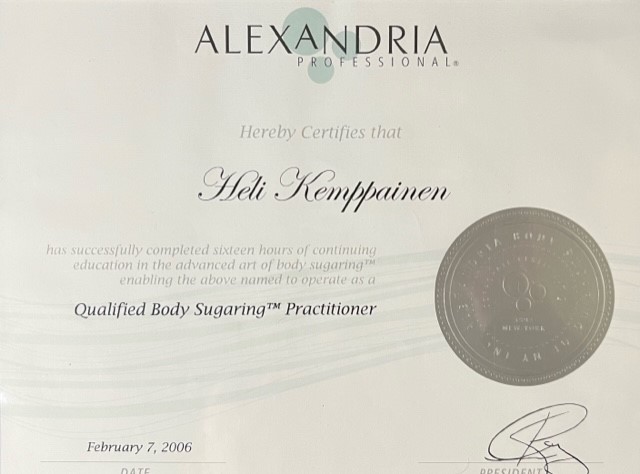 ALEXANDRIA
PROFESSIONAL®
Hereby Certifies that
Heli Kemppainen
has successfully completed sixteen hours of continuing
education in the advanced art of body sugaring™
enabling the above named to operate as a
Qualified Body Sugaring™ Practitioner
NEW YORK
February 7, 2006
DATE
PRESIDENT